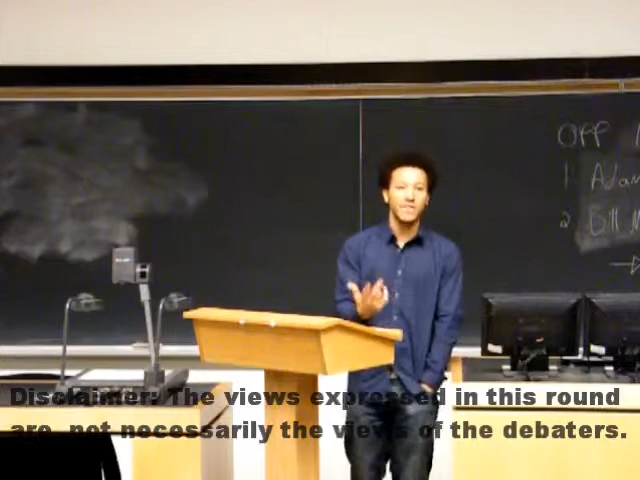 OPP
1. Adam
2. Bill M
Disclaimer: The views expressed in this round
are not necessarily the views of the debaters.